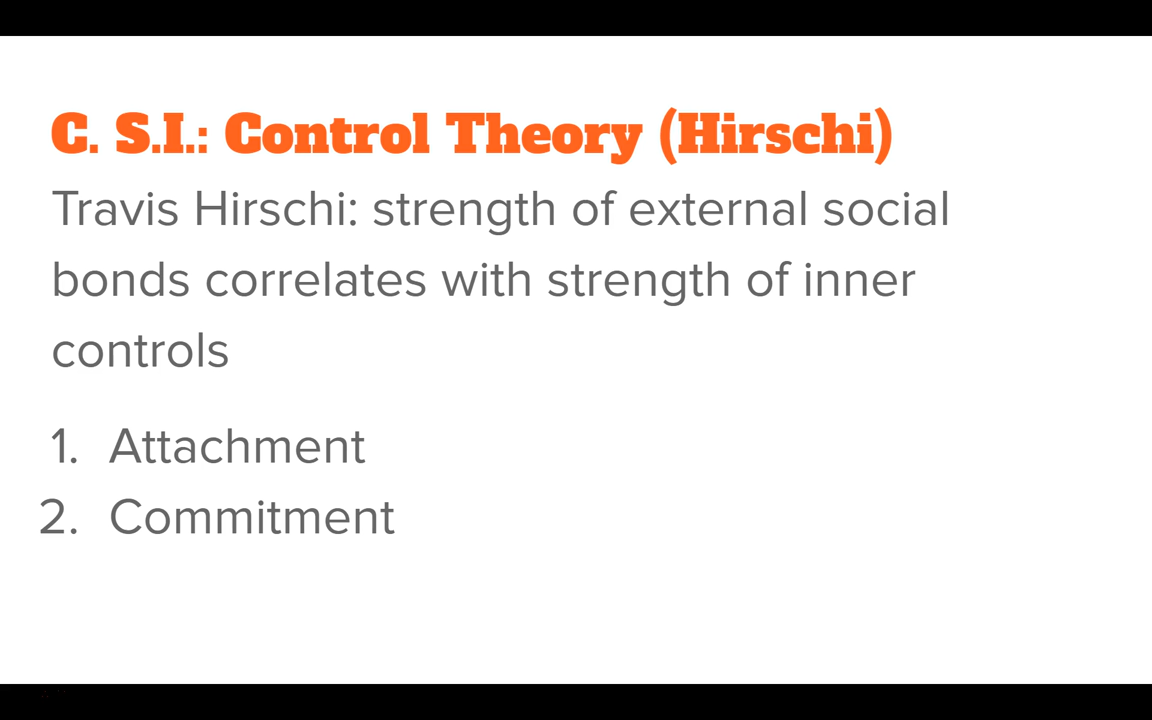 C. S.I.: Control Theory (Hirschi)
Travis Hirschi: strength of external social
bonds correlates with strength of inner
controls
1. Attachment
2. Commitment